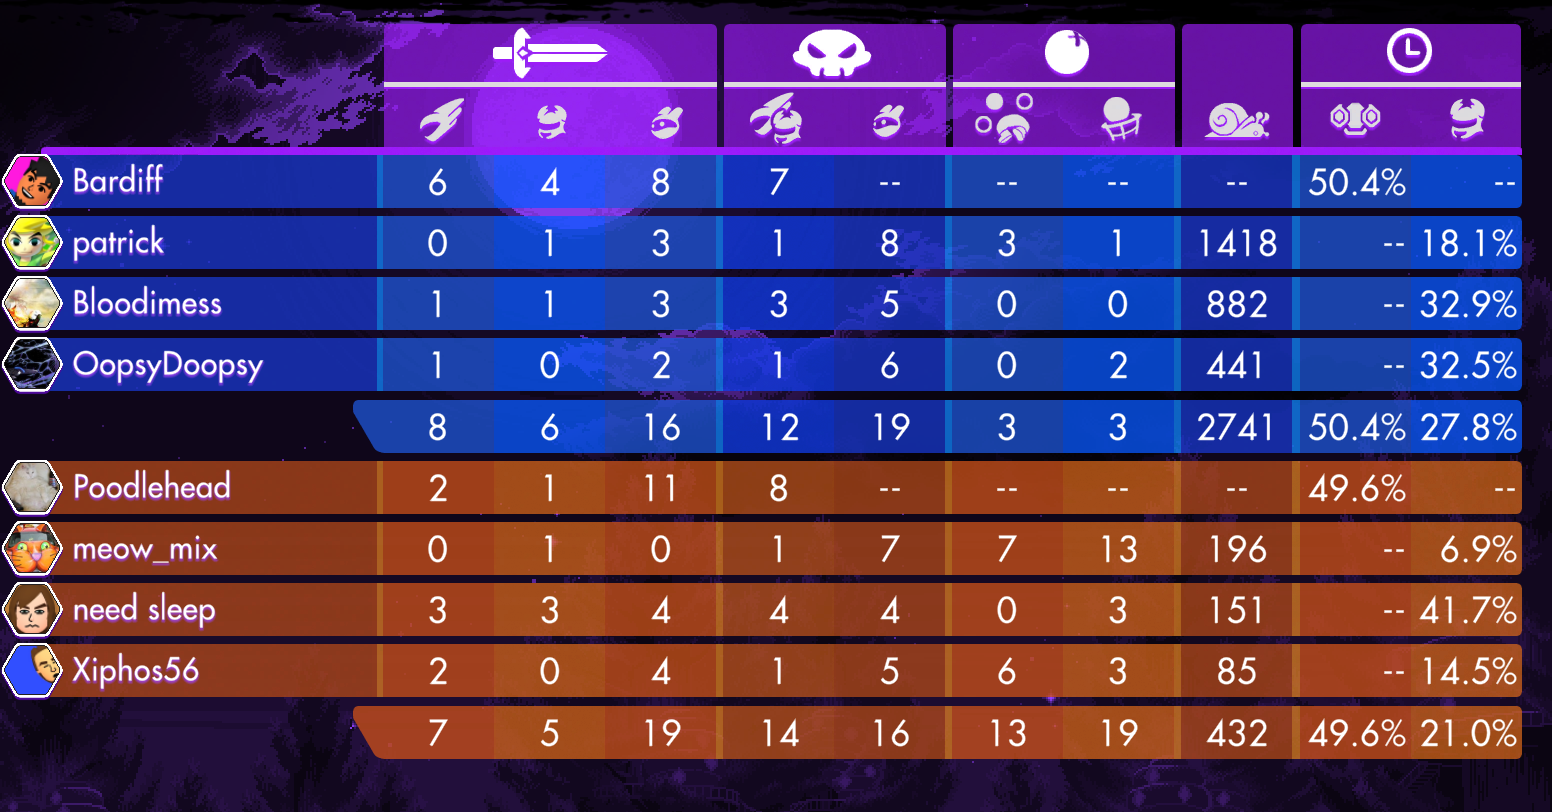 Bardiff 6 4 8 7 -- -- -- -- 50.4% --
patrick 0 1 3 1 8 3 1 1418 -- 18.1%
Bloodimess 1 1 3 3 5 0 0 882 -- 32.9%
OopsyDoopsy 1 0 2 1 6 0 2 441 -- 32.5%
8 6 16 12 19 3 3 2741 50.4% 27.8%
Poodlehead 2 1 11 8 -- -- -- -- 49.6% --
meow_mix 0 1 0 1 7 7 13 196 -- 6.9%
need sleep 3 3 4 4 4 0 3 151 -- 41.7%
Xiphos56 2 0 4 1 5 6 3 85 -- 14.5%
7 5 19 14 16 13 19 432 49.6% 21.0%